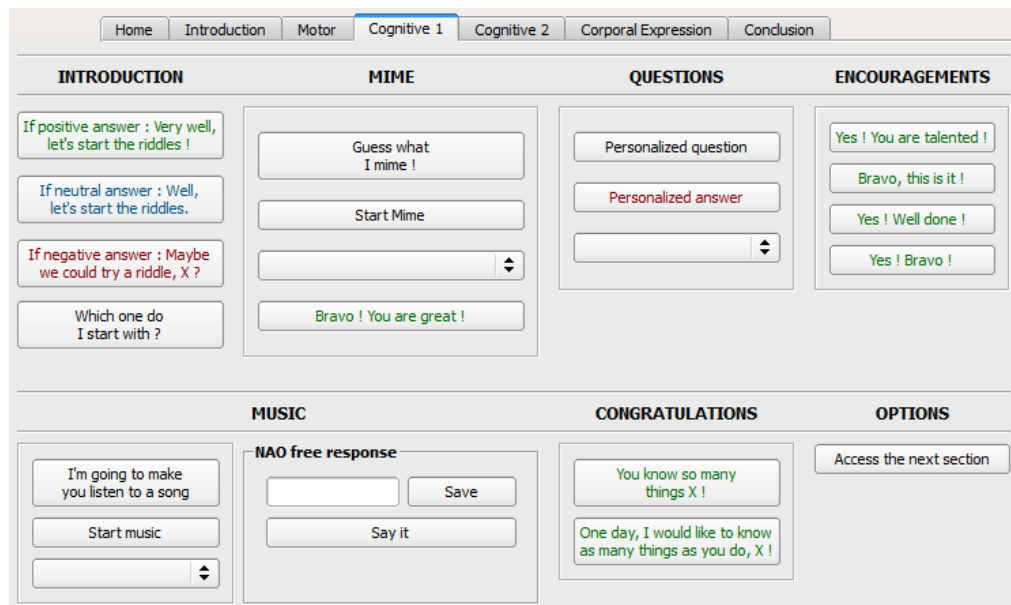 Home Introduction Motor Cognitive 1 Cognitive 2 Corporal Expression Conclusion
INTRODUCTION
If positive answer : Very well,
let's start the riddles !
If neutral answer : Well,
let's start the riddles.
If negative answer : Maybe
we could try a riddle, X ?
Which one do
I start with ?
MIME
Guess what
I mime !
Start Mime
Bravo ! You are great !
QUESTIONS
Personalized question
Personalized answer
ENCOURAGEMENTS
Yes ! You are talented !
Bravo, this is it !
Yes ! Well done !
Yes ! Bravo !
MUSIC
I'm going to make
you listen to a song
Start music
NAO free response
Save
Say it
CONGRATULATIONS
You know so many
things X !
One day, I would like to know
as many things as you do, X !
OPTIONS
Access the next section